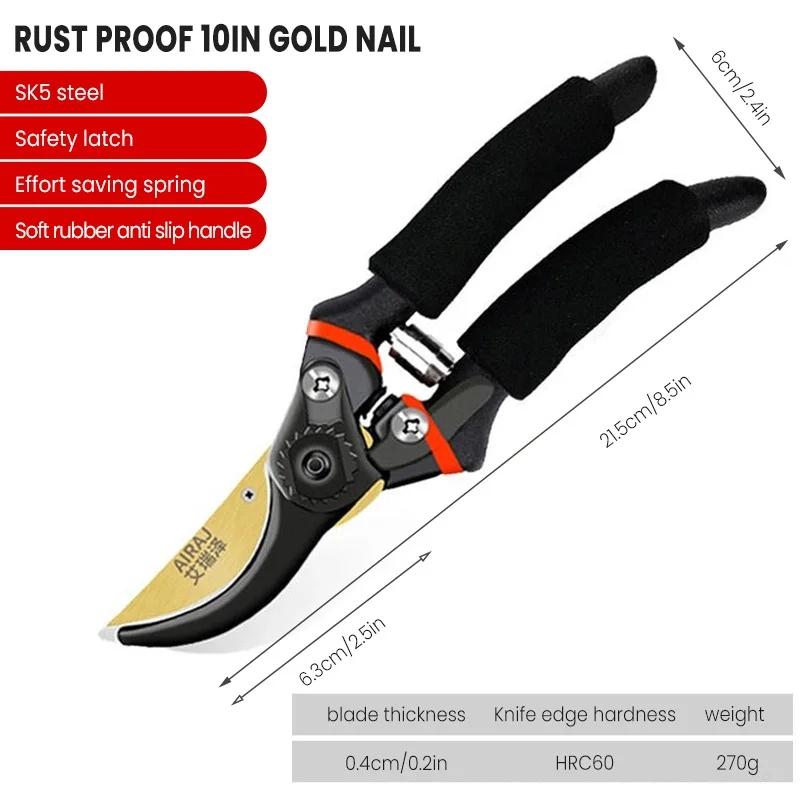 RUST PROOF 10IN GOLD NAIL
SK5 steel
Safety latch
Effort saving spring
Soft rubber anti slip handle
6cm/2.4in
21.5cm/8.5in
AIRAJ
艾瑞泽
6.3cm/2.5in
blade thickness Knife edge hardness weight
0.4cm/0.2in HRC60 270g